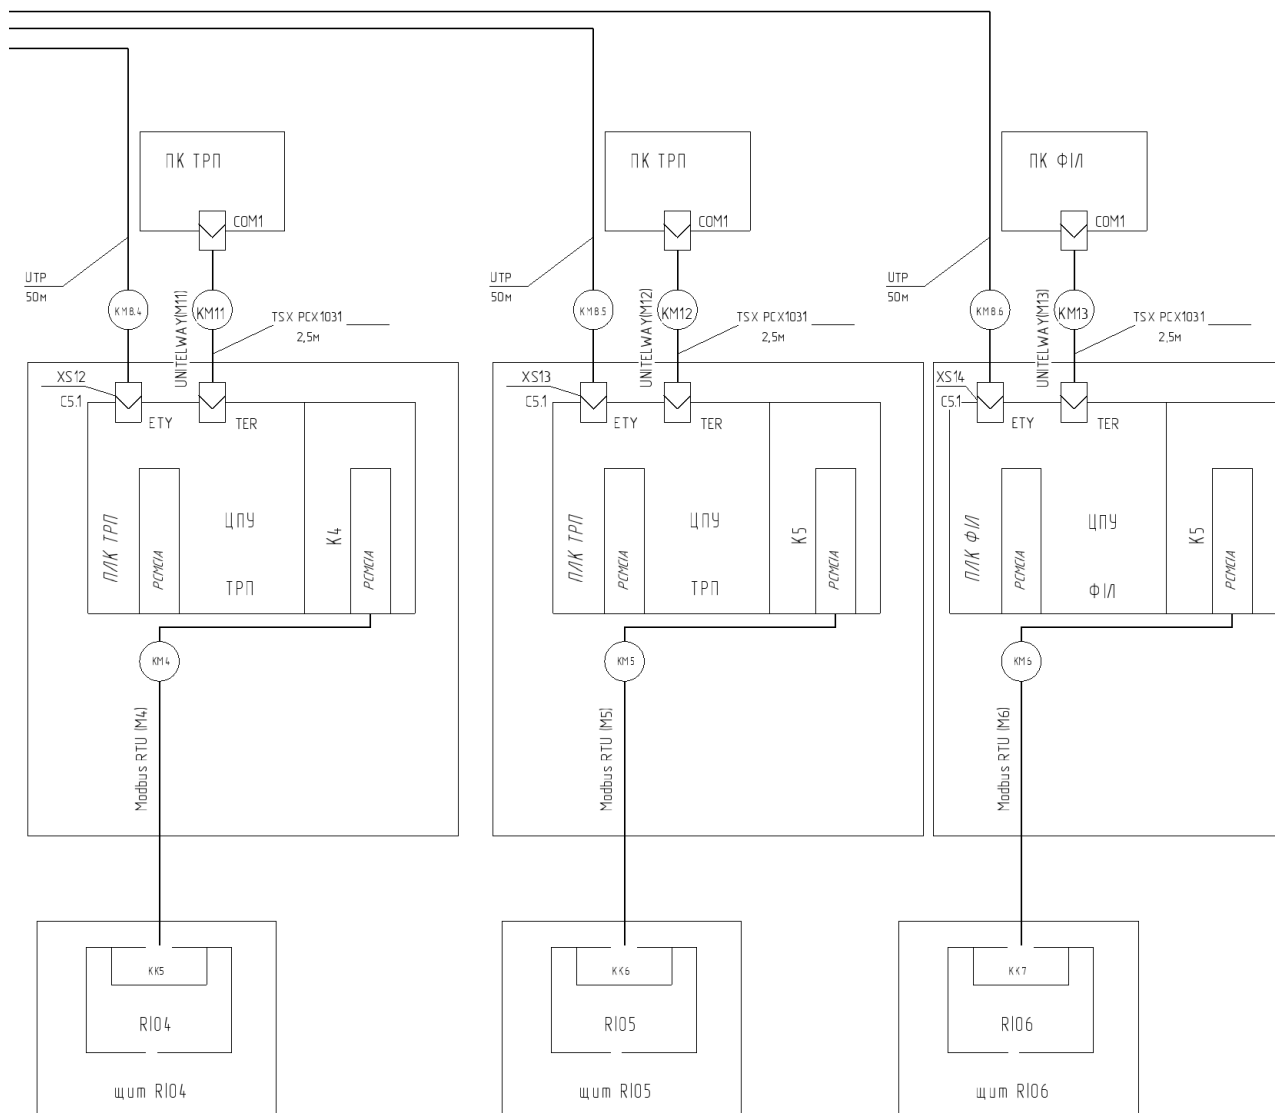 ПК ТРП
COM1
UTP
50м
КМ8.4
КМ11
UNITELWAY(M11)
TSX PCX1031
2,5м
XS12
C5.1
ETY
TER
ПЛК ТРП
PCMCIA
ЦПУ
ТРП
К4
PCMCIA
КМ4
Modbus RTU (M4)
КК5
RIO4
щит RIO4
ПК ТРП
COM1
UTP
50м
КМ8.5
КМ12
UNITELWAY(M12)
TSX PCX1031
2,5м
XS13
C5.1
ETY
TER
ПЛК ТРП
PCMCIA
ЦПУ
ТРП
К5
PCMCIA
КМ5
Modbus RTU (M5)
КК6
RIO5
щит RIO5
ПК ФІЛ
COM1
UTP
50м
КМ8.6
КМ13
UNITELWAY(M13)
TSX PCX1031
2,5м
XS14
C5.1
ETY
TER
ПЛК ФІЛ
PCMCIA
ЦПУ
ФІЛ
К5
PCMCIA
КМ6
Modbus RTU (M6)
КК7
RIO6
щит RIO6